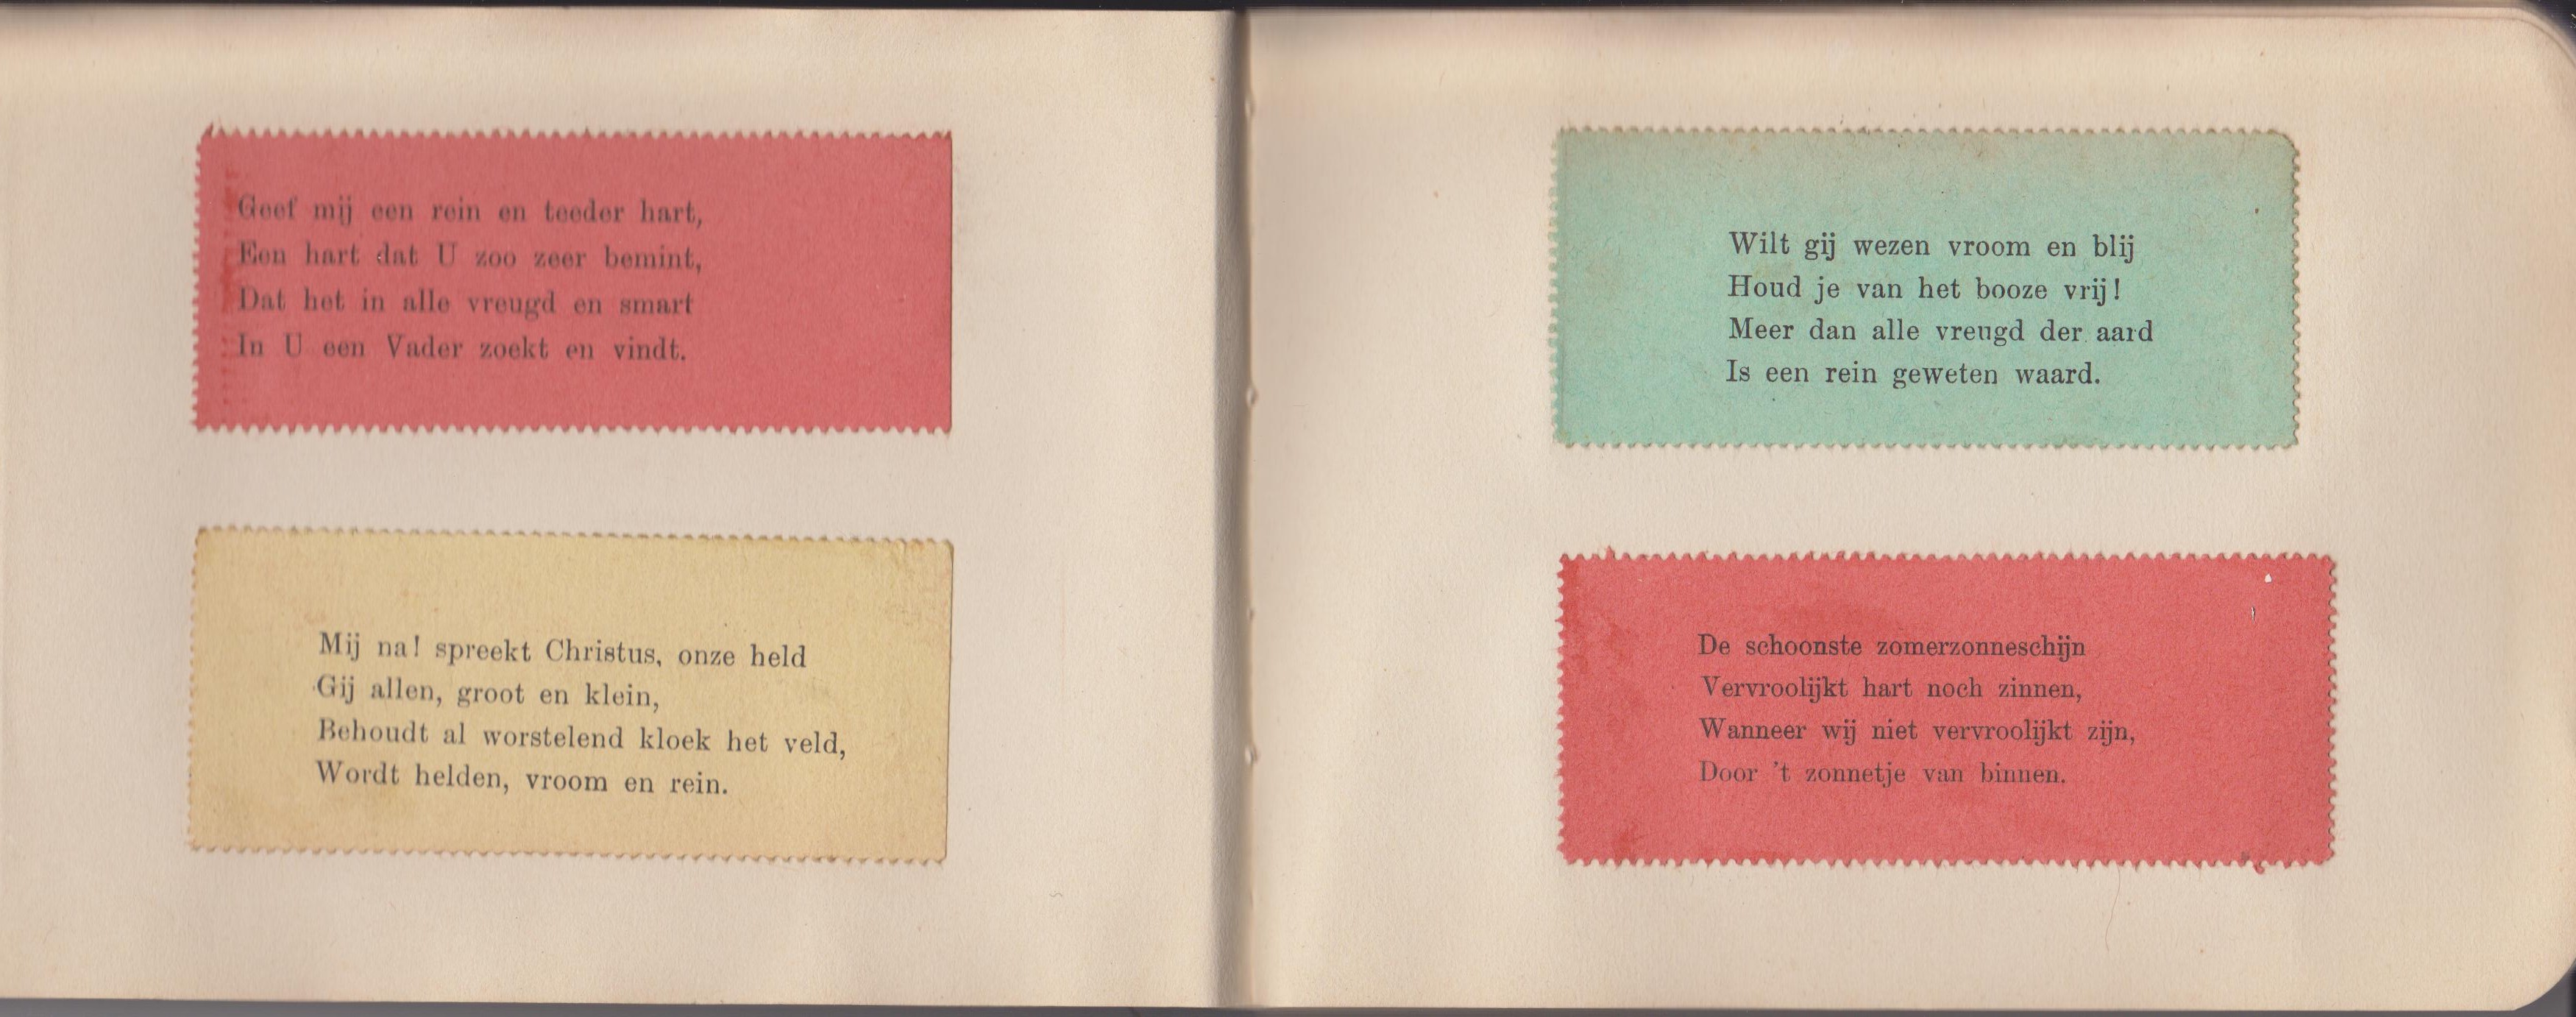 Geef mij een rein en teeder hart,
Een hart dat U zoo zeer bemint,
Dat het in alle vreugd en smart
In U een Vader zoekt en vindt.
Mij na! spreekt Christus, onze held
Gij allen, groot en klein,
Behoudt al worstelend kloek het veld,
Wordt helden, vroom en rein.
Wilt gij wezen vroom en blij
Houd je van het booze vrij!
Meer dan alle vreugd der aard
Is een rein geweten waard.
De schoonste zomerzonneschijn
Vervroolijkt hart noch zinnen,
Wanneer wij niet vervroolijkt zijn,
Door 't zonnetje van binnen.